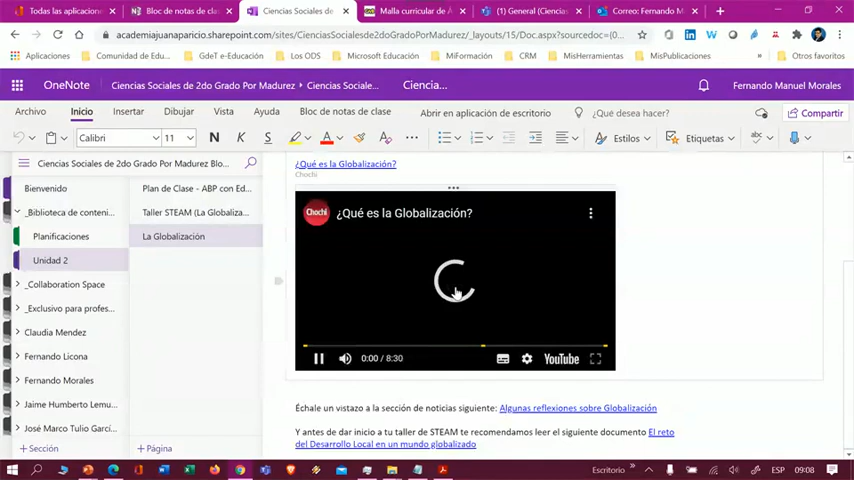 Todas las aplicaciones
Bloc de notas de clas
Ciencias Sociales de 2
Malla curricular de Á
(1) General (Ciencias
Correo: Fernando M
academiajuanaparicio.sharepoint.com/sites/CienciasSocialesde2doGradoPorMadurez/_layouts/15/Doc.aspx?sourcedoc={0...
Comunidad de Edu...
GdeT e-Educación
Los ODS
Microsoft Educación
MiFormación
CRM
MisProyectos
MisPublicaciones
Otros favoritos
OneNote
Ciencias Sociales de 2do Grado Por Madurez
Ciencias Sociale...
Ciencia...
Fernando Manuel Morales
Archivo
Inicio
Insertar
Dibujar
Vista
Ayuda
Bloc de notas de clase
Abrir en aplicación de escritorio
¿Qué desea hacer?
Compartir
Calibri
11
N
K
S
Estilos
Etiquetas
Ciencias Sociales de 2do Grado Por Madurez Blo...
¿Qué es la Globalización?
Chochi
Bienvenido
Plan de Clase - ABP con Ed...
_Biblioteca de conteni...
Taller STEAM (La Globaliza...
Chochi
¿Qué es la Globalización?
Planificaciones
La Globalización
Unidad 2
_Collaboration Space
_Exclusivo para profes...
Claudia Mendez
Fernando Licona
0:00 / 8:30
YouTube
Fernando Morales
Jaime Humberto Lemu...
Échale un vistazo a la sección de noticias siguiente: Algunas reflexiones sobre Globalización
José Marco Tulio Garcí...
Y antes de dar inicio a tu taller de STEAM te recomendamos leer el siguiente documento El reto
del Desarrollo Local en un mundo globalizado
+ Sección
+ Página
Escritorio
ESP
09:08